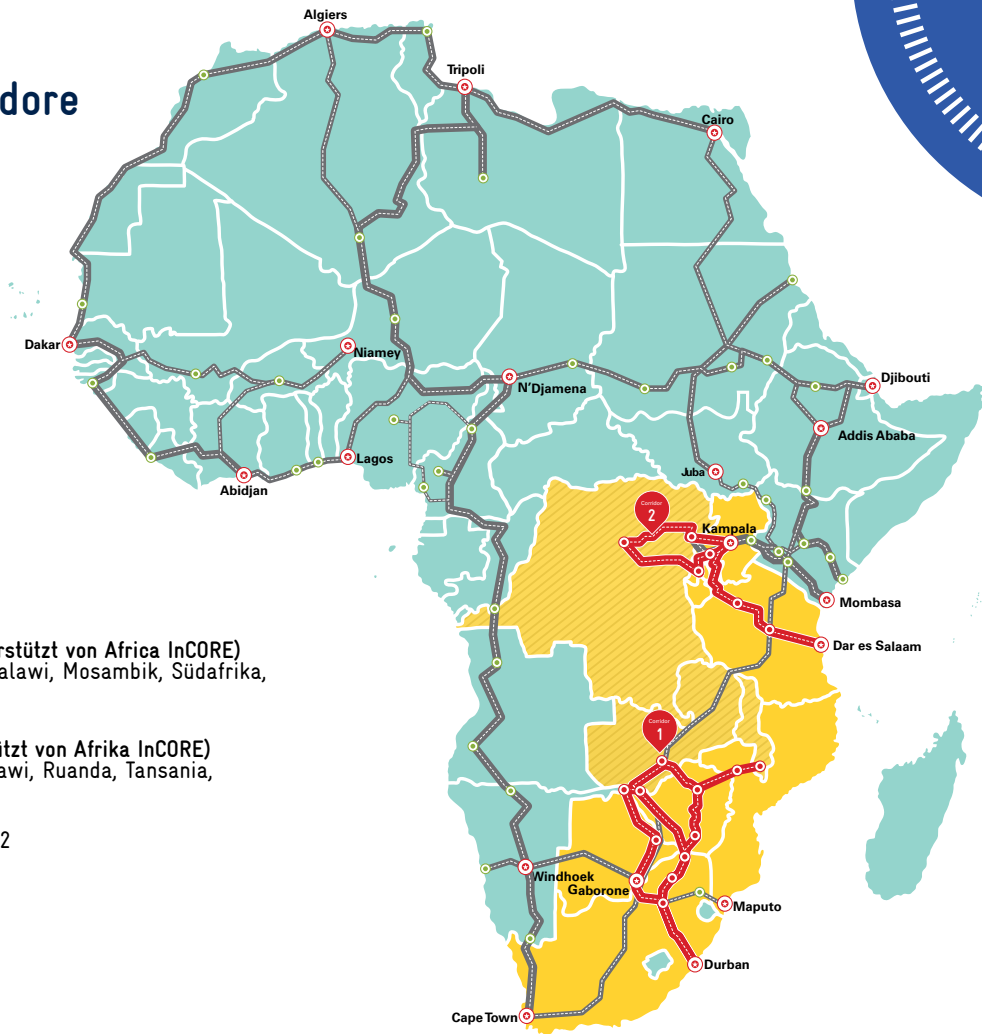 Algiers
dore
Tripoli
Cairo
Dakar
Niamey
N'Djamena
Djibouti
Addis Ababa
Lagos
Juba
Abidjan
Corridor
2
Kampala
Mombasa
Dar es Salaam
rstützt von Africa InCORE)
alawi, Mosambik, Südafrika,
Corridor
1
tzt von Afrika InCORE)
awi, Ruanda, Tansania,
2
Windhoek
Gaborone
Maputo
Durban
Cape Town